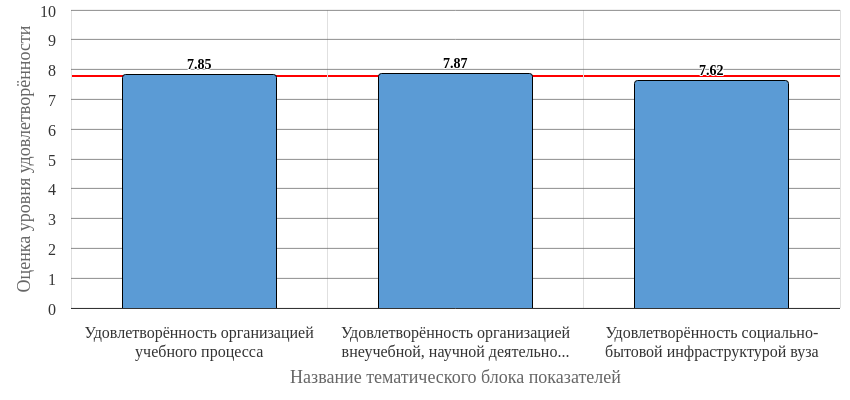 10
9
8
7
6
5
4
3
2
1
0
Оценка уровня удовлетворённости
7.85
7.87
7.62
Удовлетворённость организацией
учебного процесса
Удовлетворённость организацией
внеучебной, научной деятельно...
Удовлетворённость социально-
бытовой инфраструктурой вуза
Название тематического блока показателей